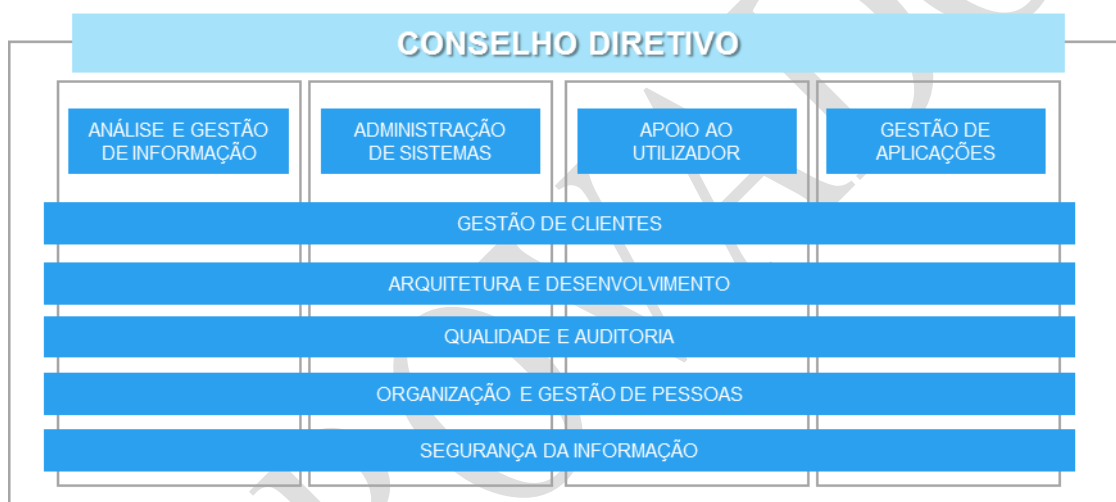 CONSELHO DIRETIVO
ANÁLISE E GESTÃO
DE INFORMAÇÃO
ADMINISTRAÇÃO
DE SISTEMAS
APOIO AO
UTILIZADOR
GESTÃO DE
APLICAÇÕES
GESTÃO DE CLIENTES
ARQUITETURA E DESENVOLVIMENTO
QUALIDADE E AUDITORIA
ORGANIZAÇÃO E GESTÃO DE PESSOAS
SEGURANÇA DA INFORMAÇÃO